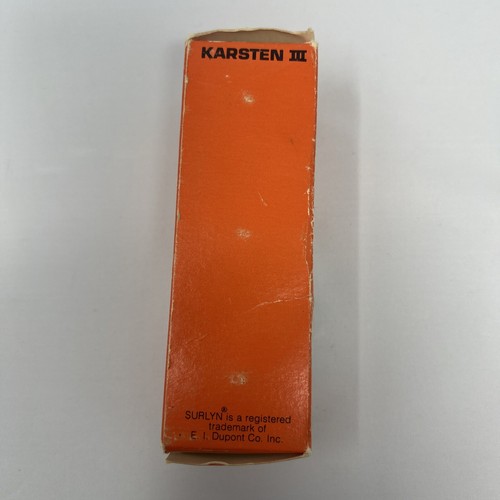 KARSTEN III
SURLYN® is a registered
trademark of
E. I. Dupont Co. Inc.